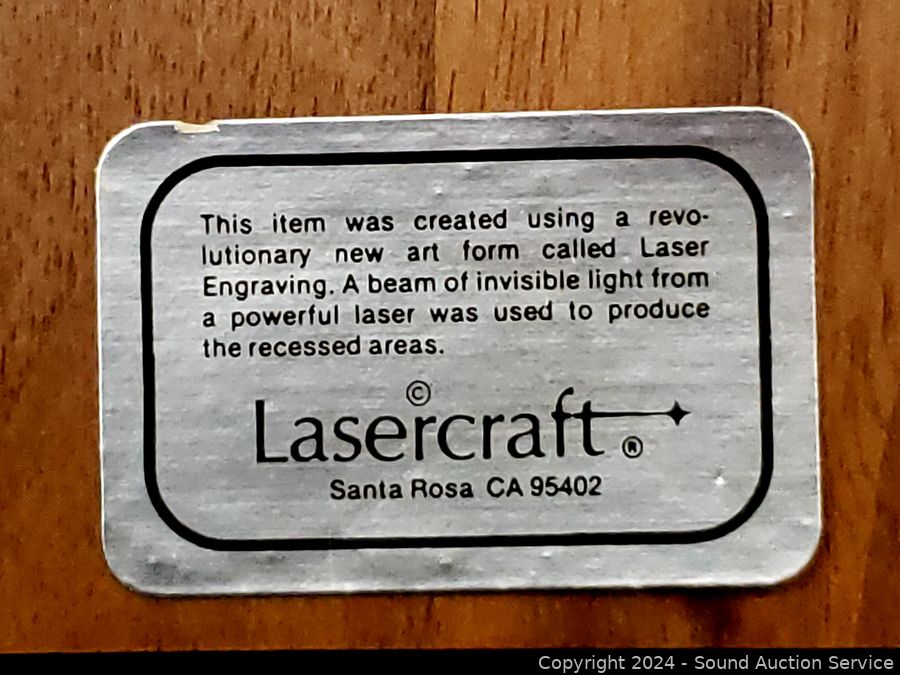 This item was created using a revo-
lutionary new art form called Laser
Engraving. A beam of invisible light from
a powerful laser was used to produce
the recessed areas.
©
Lasercraft ®
Santa Rosa CA 95402
Copyright 2024 - Sound Auction Service